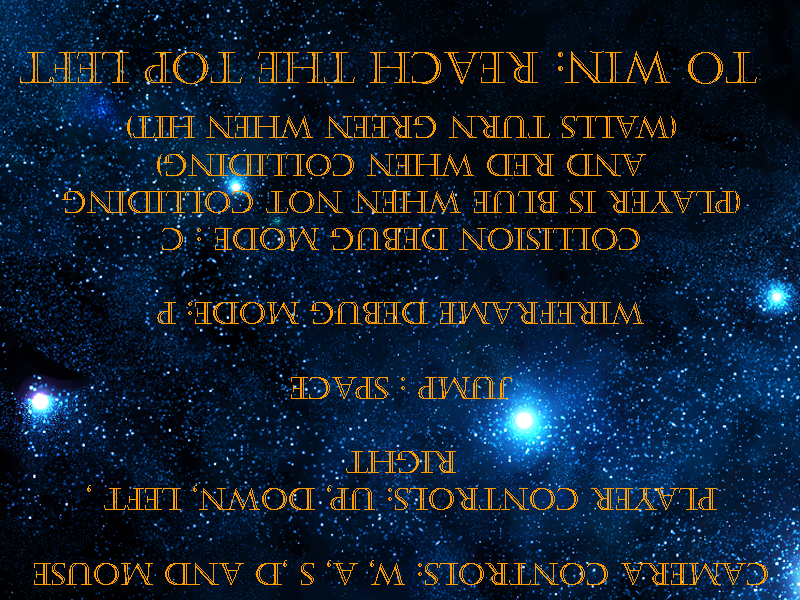 CAMERA CONTROLS: W, A, S ,D AND MOUSE
PLAYER CONTROLS: UP, DOWN, LEFT ,
RIGHT
JUMP : SPACE
WIREFRAME DEBUG MODE: P
COLLISION DEBUG MODE : C
(PLAYER IS BLUE WHEN NOT COLLIDING
AND RED WHEN COLLIDING)
(WALLS TURN GREEN WHEN HIT)
TO WIN: REACH THE TOP LEFT